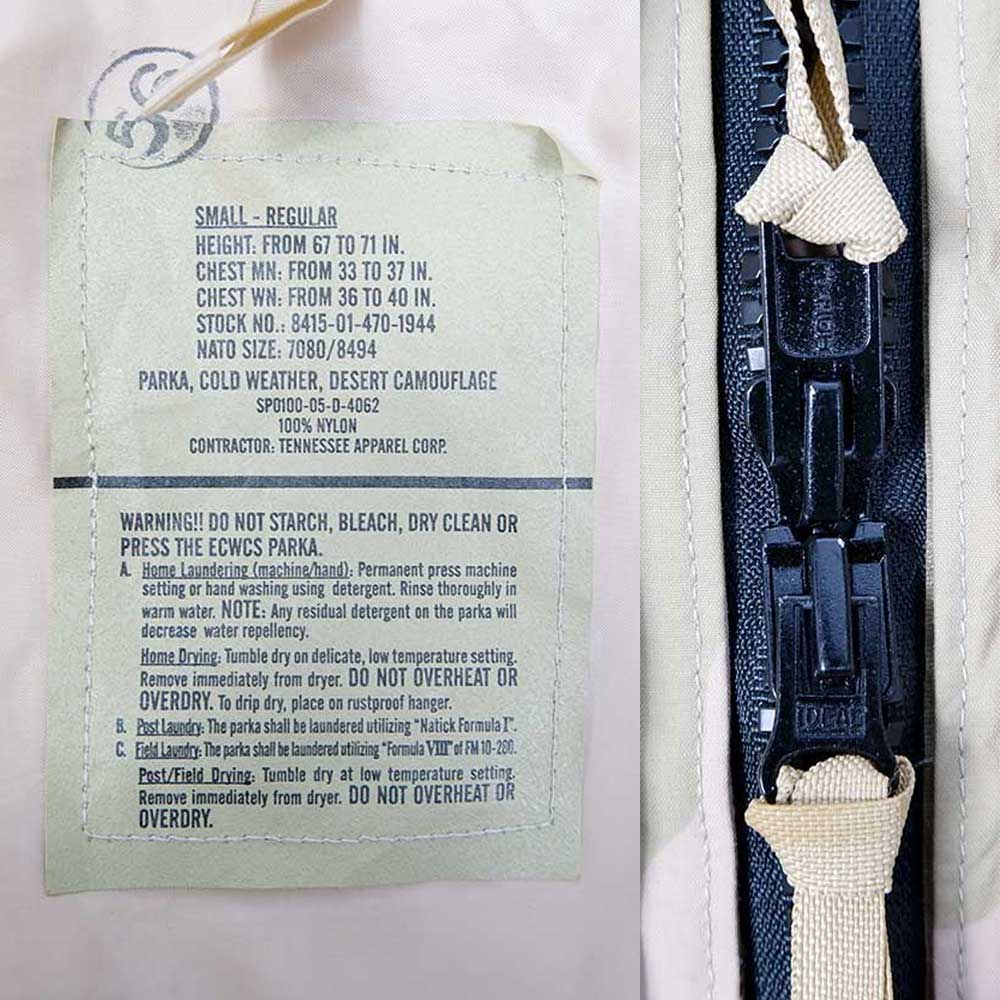 SMALL - REGULAR
HEIGHT: FROM 67 TO 71 IN.
CHEST MN: FROM 33 TO 37 IN.
CHEST WN: FROM 36 TO 40 IN.
STOCK NO.: 8415-01-470-1944
NATO SIZE: 7080/8494
PARKA, COLD WEATHER, DESERT CAMOUFLAGE
SP0100-05-D-4062
100% NYLON
CONTRACTOR: TENNESSEE APPAREL CORP.
WARNING!! DO NOT STARCH, BLEACH, DRY CLEAN OR
PRESS THE ECWCS PARKA.
A. Home Laundering (machine/hand): Permanent press machine
setting or hand washing using detergent. Rinse thoroughly in
warm water. NOTE: Any residual detergent on the parka will
decrease water repellency.
Home Drying: Tumble dry on delicate, low temperature setting.
Remove immediately from dryer. DO NOT OVERHEAT OR
OVERDRY. To drip dry, place on rustproof hanger.
B. Post Laundry: The parka shall be laundered utilizing "Natick Formula I".
C. Field Laundry: The parka shall be laundered utilizing "Formula VIII" of FM 10-280.
Post/Field Drying: Tumble dry at low temperature setting.
Remove immediately from dryer. DO NOT OVERHEAT OR
OVERDRY.
IDEAL